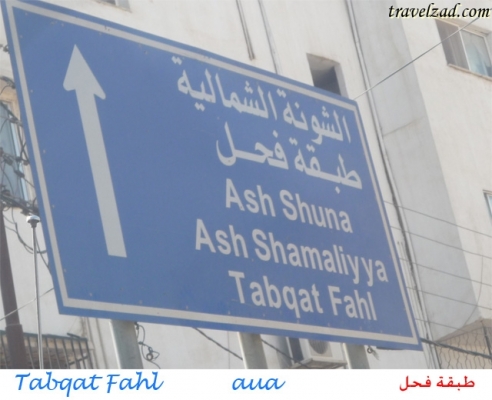 travelzad.com
الشونة الشمالية
طبقة فحل
Ash Shuna
Ash Shamaliyya
Tabqat Fahl
Tabqat Fahl aua طبقة فحل